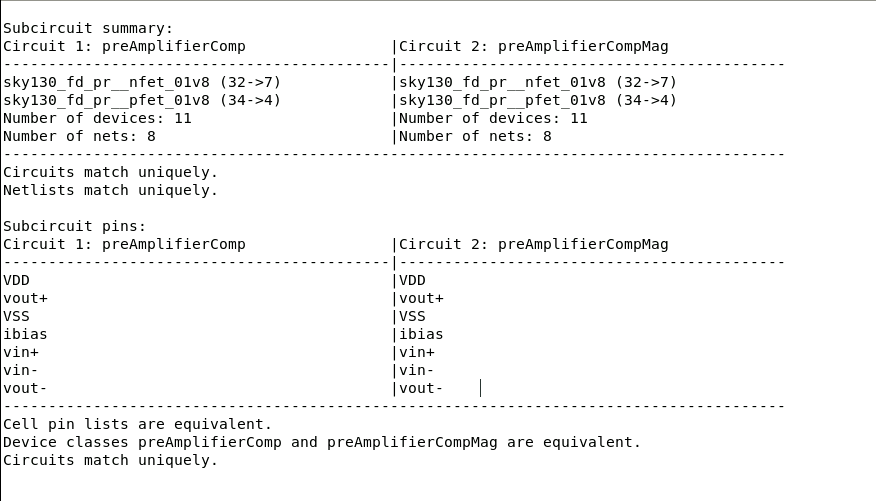 Subcircuit summary:
Circuit 1: preAmplifierComp                |Circuit 2: preAmplifierCompMag
-------------------------------------------|-------------------------------------------
sky130_fd_pr__nfet_01v8 (32->7)            |sky130_fd_pr__nfet_01v8 (32->7)
sky130_fd_pr__pfet_01v8 (34->4)            |sky130_fd_pr__pfet_01v8 (34->4)
Number of devices: 11                      |Number of devices: 11
Number of nets: 8                          |Number of nets: 8
---------------------------------------------------------------------------------------
Circuits match uniquely.
Netlists match uniquely.

Subcircuit pins:
Circuit 1: preAmplifierComp                |Circuit 2: preAmplifierCompMag
-------------------------------------------|-------------------------------------------
VDD                                        |VDD
vout+                                      |vout+
VSS                                        |VSS
ibias                                      |ibias
vin+                                       |vin+
vin-                                       |vin-
vout-                                      |vout-
---------------------------------------------------------------------------------------
Cell pin lists are equivalent.
Device classes preAmplifierComp and preAmplifierCompMag are equivalent.
Circuits match uniquely.